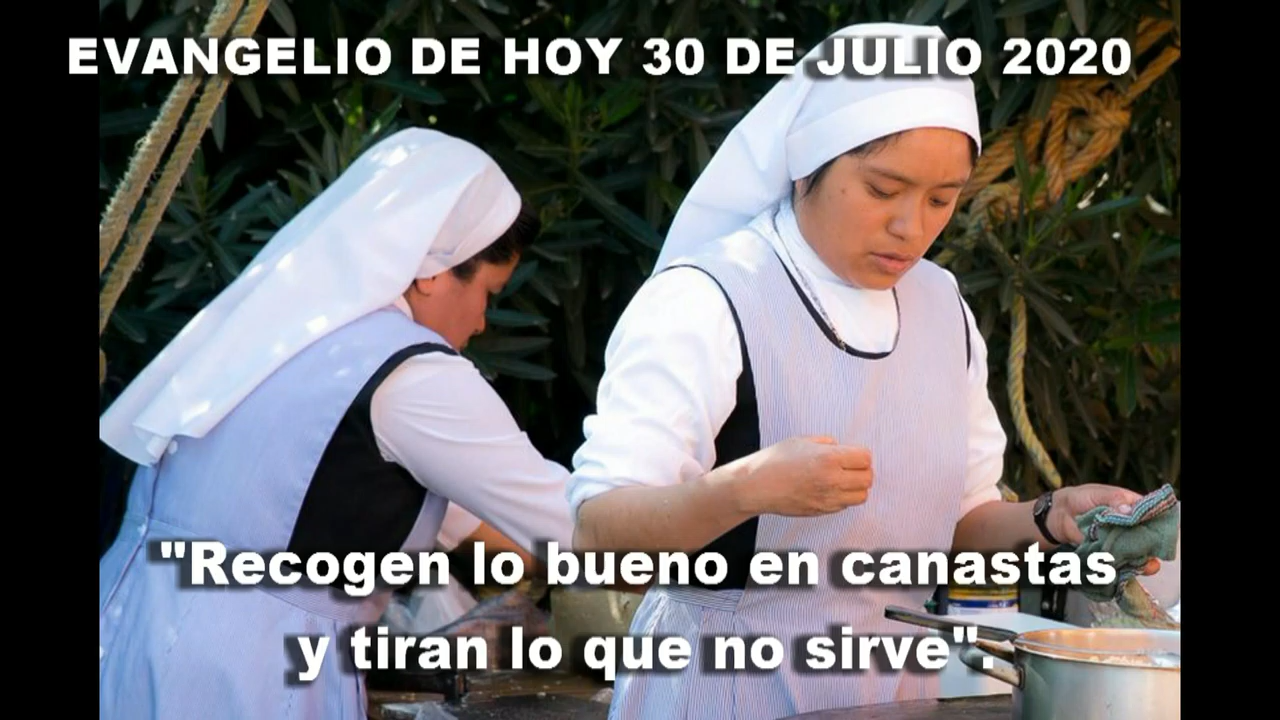 EVANGELIO DE HOY 30 DE JULIO 2020
"Recogen lo bueno en canastas
y tiran lo que no sirve".